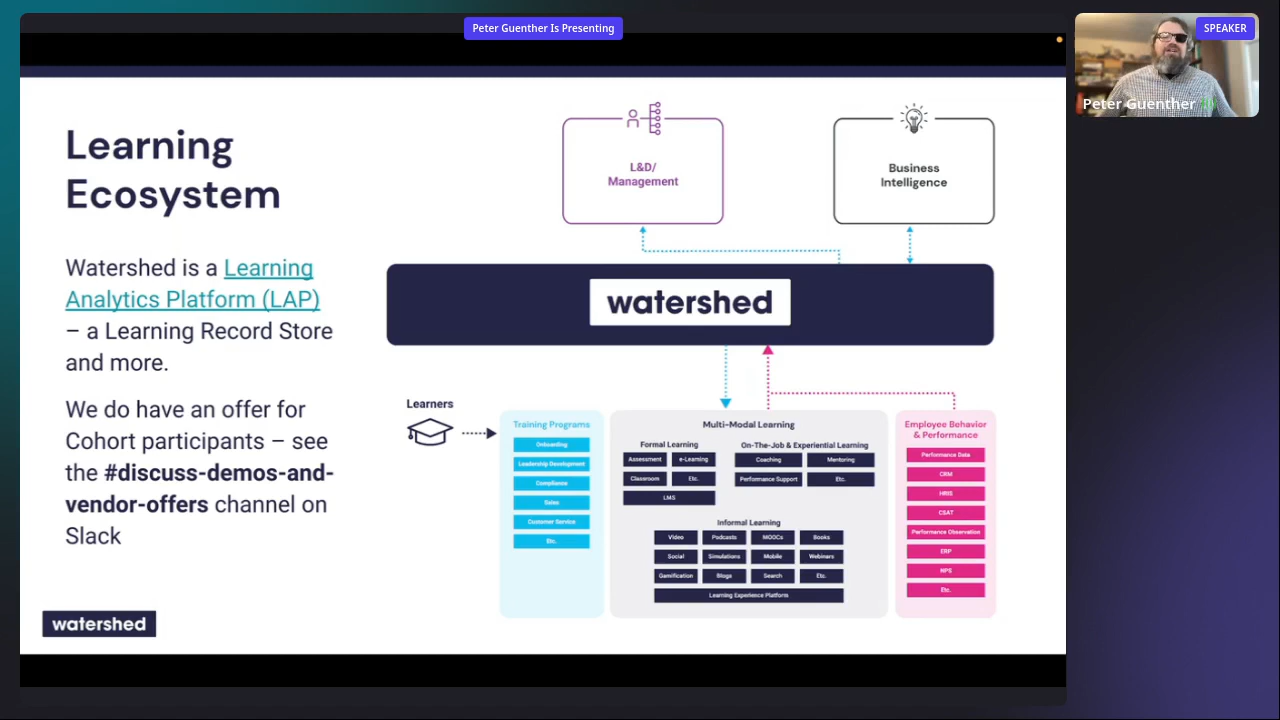 Peter Guenther Is Presenting
SPEAKER
Peter Guenther
Learning
Ecosystem
Watershed is a Learning
Analytics Platform (LAP)
– a Learning Record Store
and more.
We do have an offer for
Cohort participants – see
the #discuss-demos-and-
vendor-offers channel on
Slack
watershed
L&D/
Management
Business
Intelligence
watershed
Learners
Training Programs
Onboarding
Leadership Development
Compliance
Sales
Customer Service
Etc.
Multi-Modal Learning
Formal Learning
Assessment e-Learning
Classroom Etc.
LMS
On-The-Job & Experiential Learning
Coaching Mentoring
Performance Support Etc.
Informal Learning
Video Podcasts MOOCs Books
Social Simulations Mobile Webinars
Gamification Blogs Search Etc.
Learning Experience Platform
Employee Behavior
& Performance
Performance Data
CRM
HRIS
CSAT
Performance Observation
ERP
NPS
Etc.